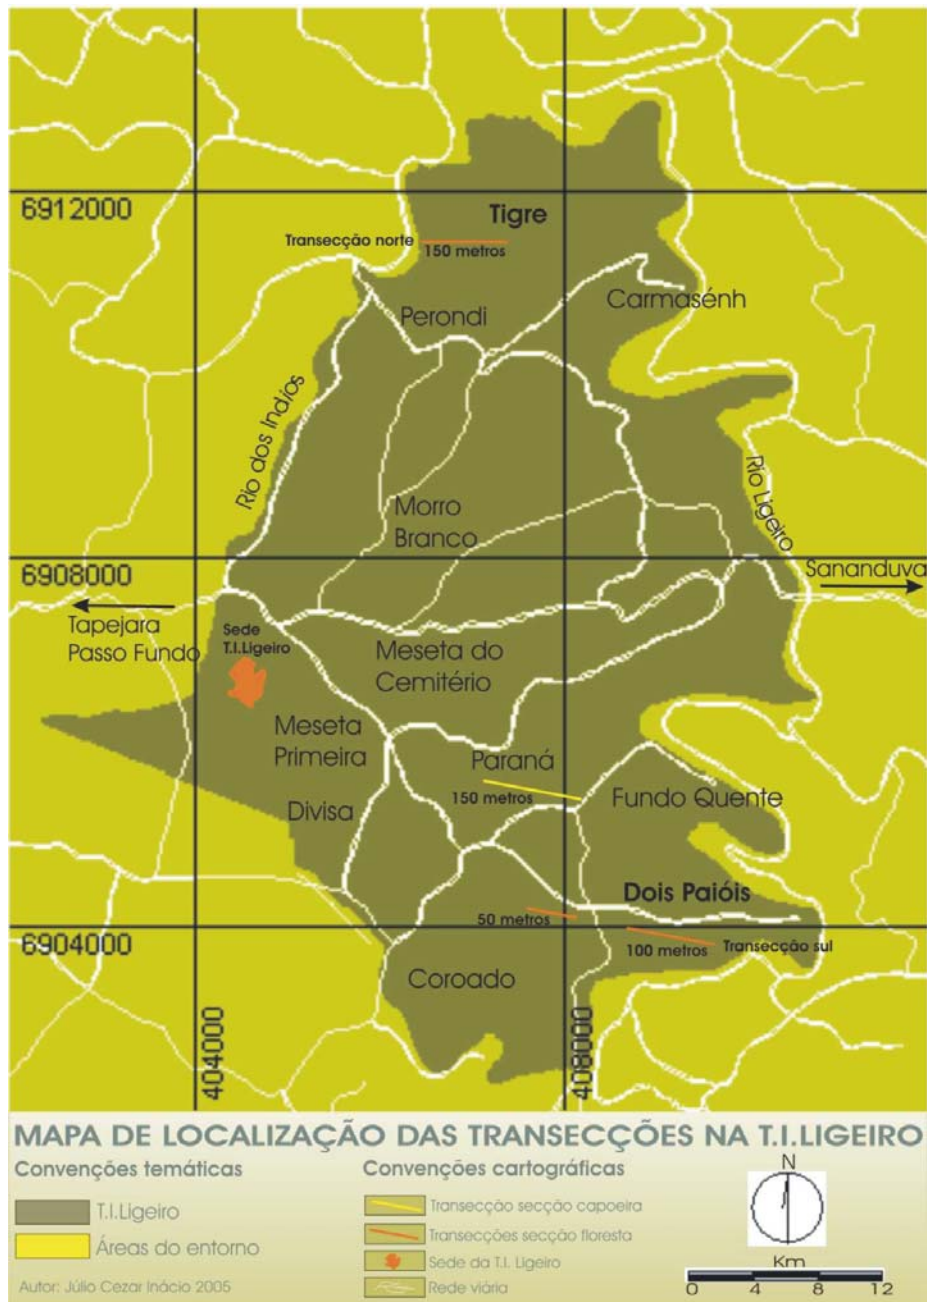 6912000
Tigre
Transecção norte
150 metros
Carmasénh
Perondi
Rio dos Indios
Morro
Branco
Rio Ligeiro
6908000
Sananduva
Tapejara
Passo Fundo
Sede
T.I.Ligeiro
Meseta do
Cemitério
Meseta
Primeira
Paraná
150 metros
Fundo Quente
Divisa
Dois Paióis
50 metros
6904000
100 metros
Transecção sul
Coroado
404000
408000
MAPA DE LOCALIZAÇÃO DAS TRANSECÇÕES NA T.I.LIGEIRO
Convenções temáticas
T.I.Ligeiro
Áreas do entorno
Autor: Júlio Cezar Inácio 2005
Convenções cartográficas
Transecção secção capoeira
Transecções secção floresta
Sede da T.I. Ligeiro
Rede viária
N
Km
0 4 8 12